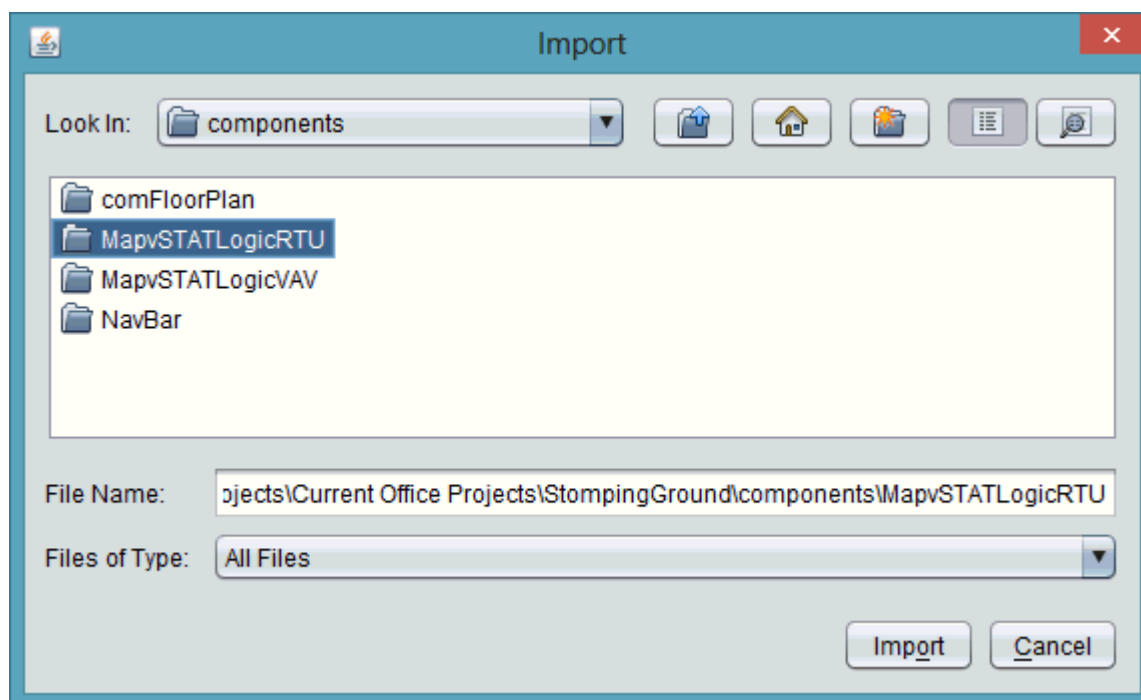 Import
Look In: components
comFloorPlan
MapvSTATLogicRTU
MapvSTATLogicVAV
NavBar
File Name: ojects\Current Office Projects\StompingGround\components\MapvSTATLogicRTU
Files of Type: All Files
Import Cancel